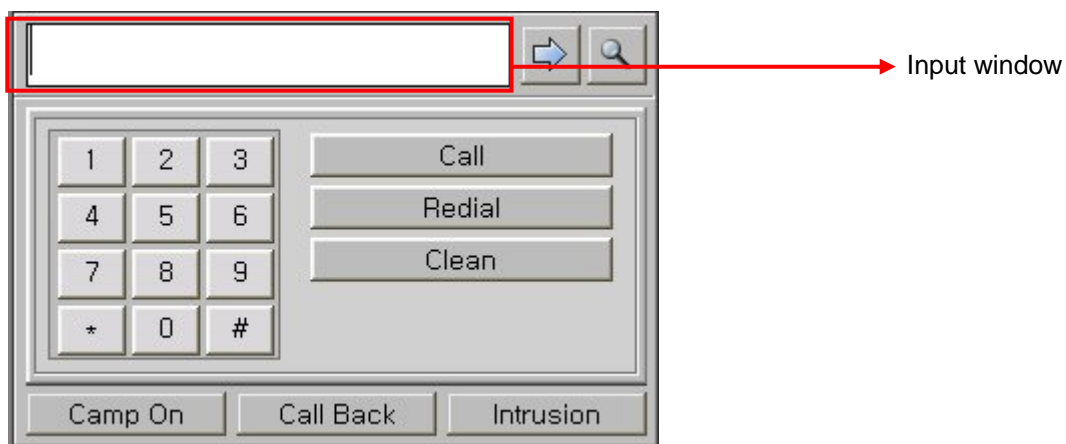 Input window
1 2 3 Call
4 5 6 Redial
7 8 9 Clean
* 0 #
Camp On Call Back Intrusion